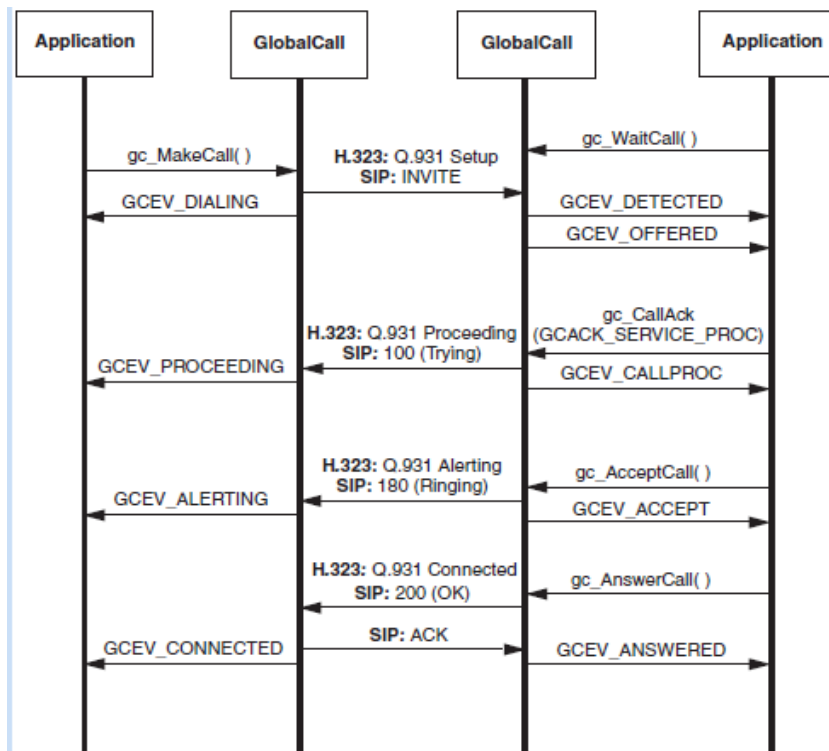 Application
GlobalCall
GlobalCall
Application
gc_WaitCall( )
gc_MakeCall( )
H.323: Q.931 Setup
SIP: INVITE
GCEV_DIALING
GCEV_DETECTED
GCEV_OFFERED
gc_CallAck
(GCACK_SERVICE_PROC)
H.323: Q.931 Proceeding
SIP: 100 (Trying)
GCEV_PROCEEDING
GCEV_CALLPROC
H.323: Q.931 Alerting
SIP: 180 (Ringing)
gc_AcceptCall( )
GCEV_ALERTING
GCEV_ACCEPT
H.323: Q.931 Connected
SIP: 200 (OK)
gc_AnswerCall( )
SIP: ACK
GCEV_CONNECTED
GCEV_ANSWERED